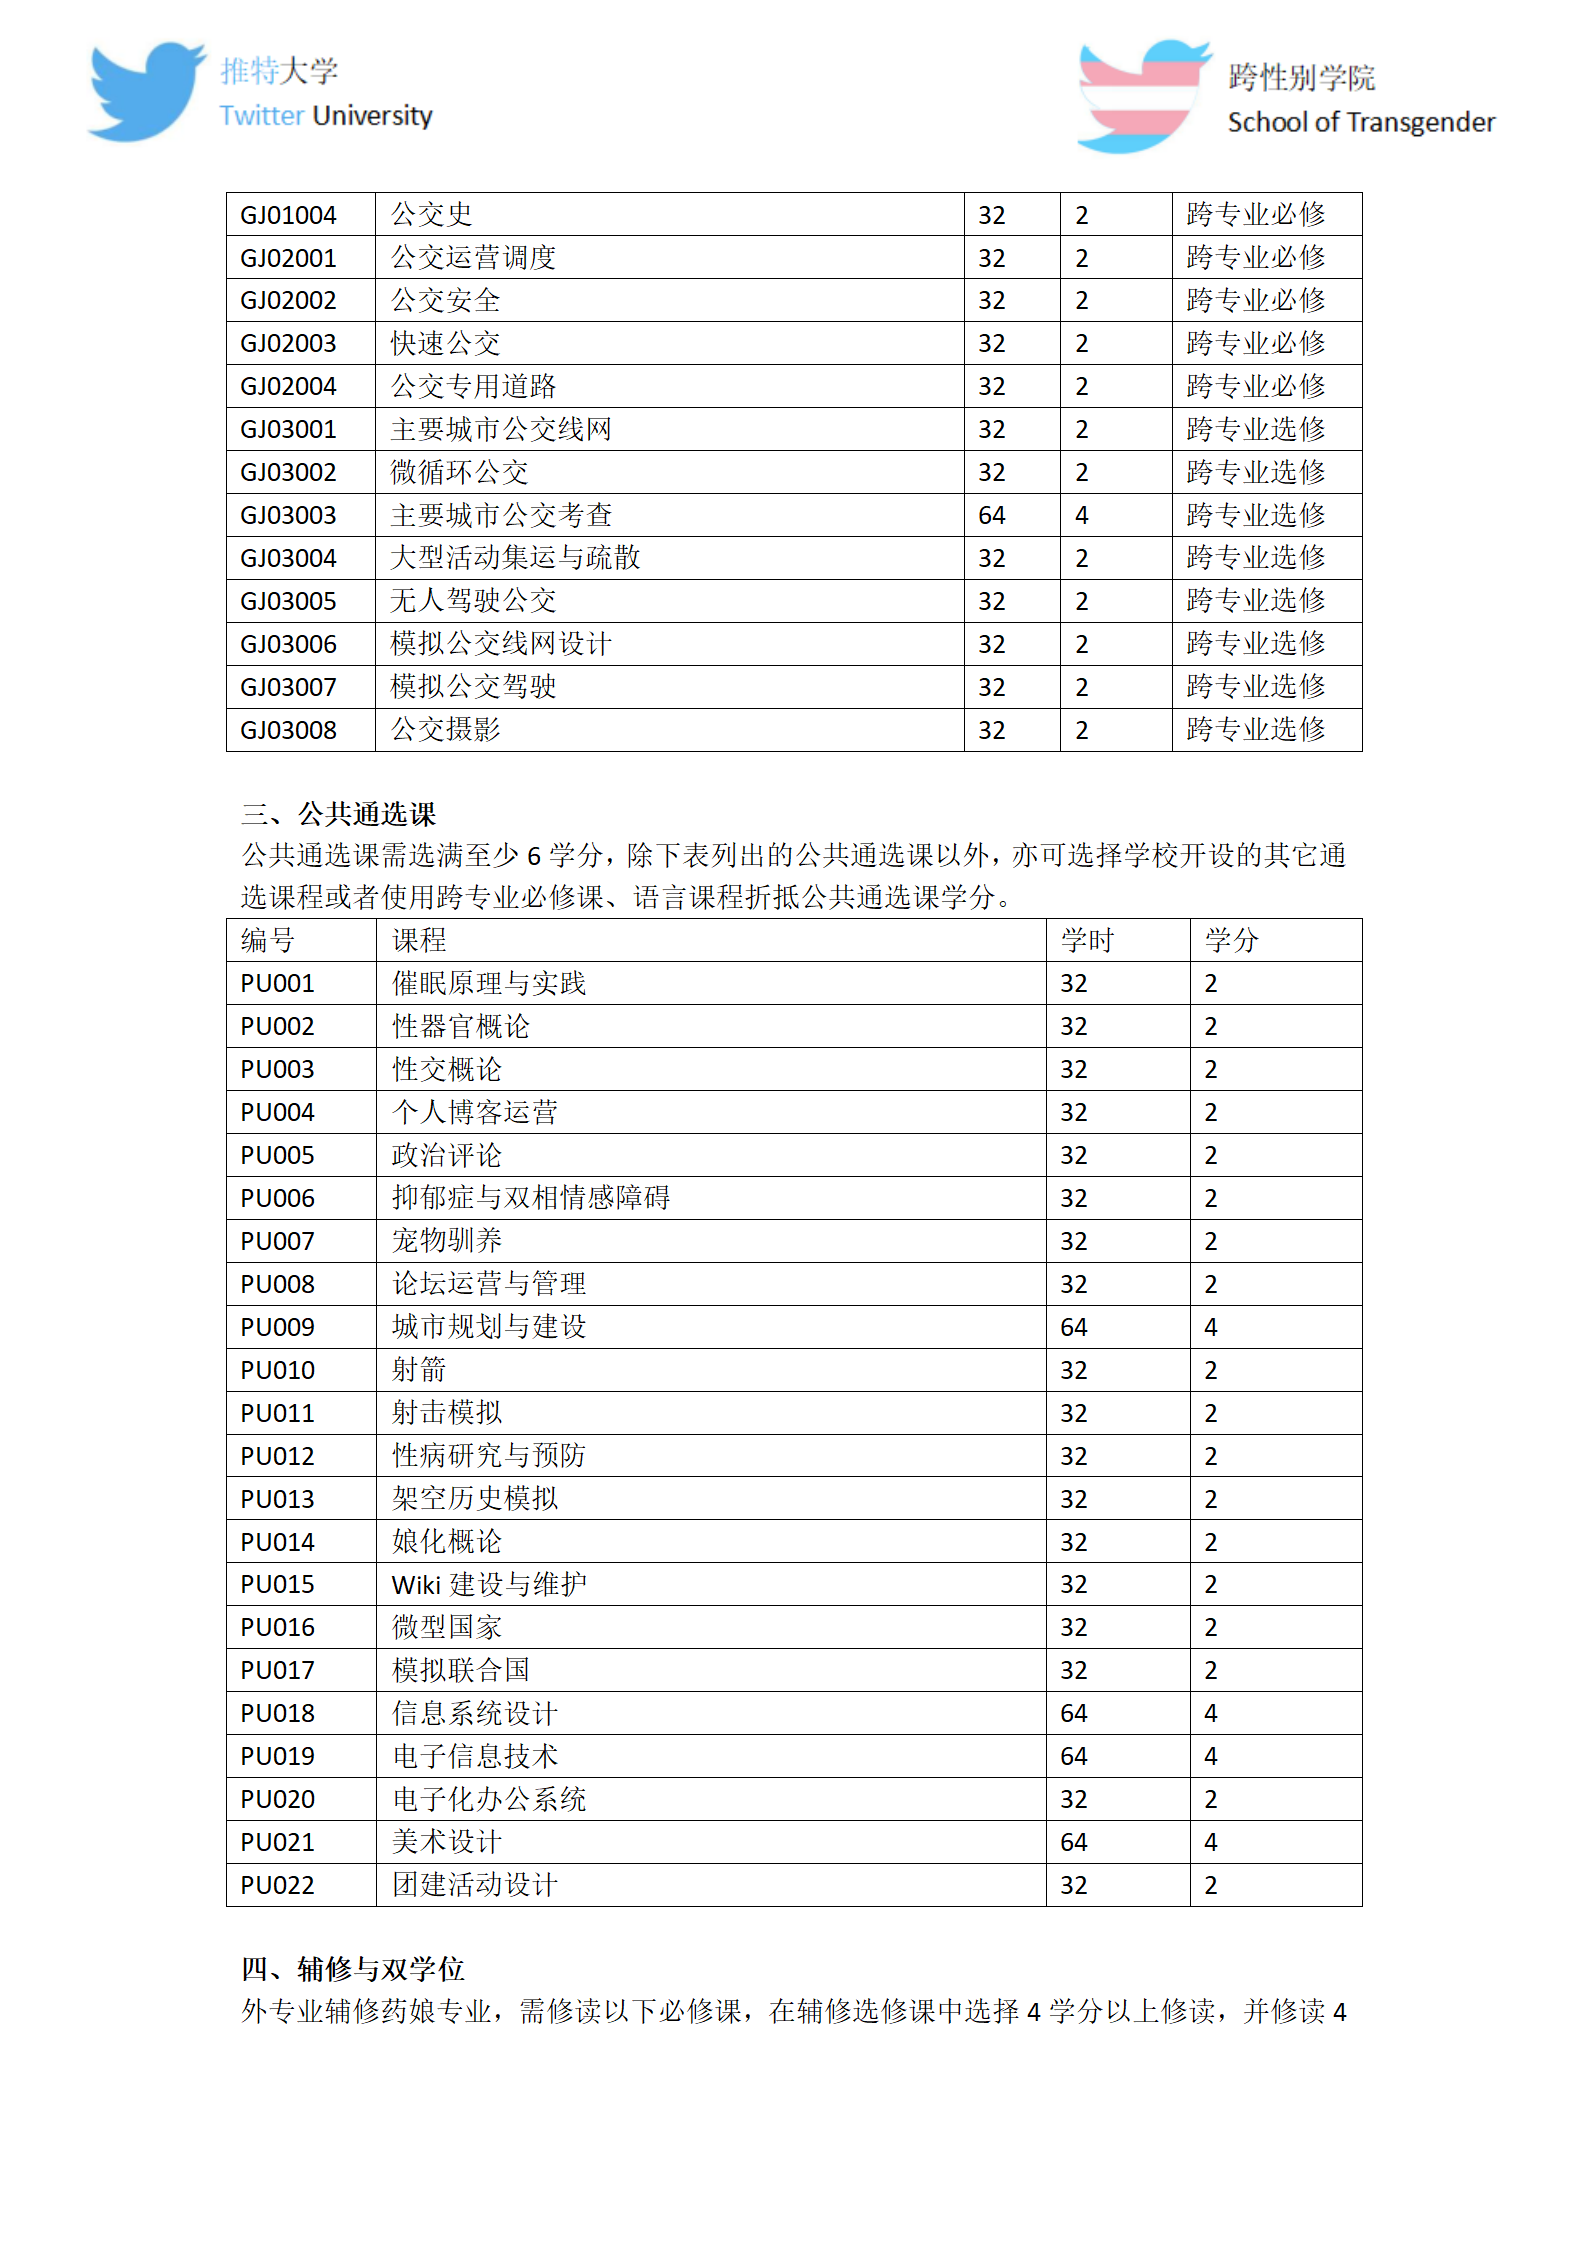 推特大学
Twitter University
跨性别学院
School of Transgender
GJ01004 公交史 32 2 跨专业必修
GJ02001 公交运营调度 32 2 跨专业必修
GJ02002 公交安全 32 2 跨专业必修
GJ02003 快速公交 32 2 跨专业必修
GJ02004 公交专用道路 32 2 跨专业必修
GJ03001 主要城市公交线网 32 2 跨专业选修
GJ03002 微循环公交 32 2 跨专业选修
GJ03003 主要城市公交考查 64 4 跨专业选修
GJ03004 大型活动集运与疏散 32 2 跨专业选修
GJ03005 无人驾驶公交 32 2 跨专业选修
GJ03006 模拟公交线网设计 32 2 跨专业选修
GJ03007 模拟公交驾驶 32 2 跨专业选修
GJ03008 公交摄影 32 2 跨专业选修
三、公共通选课
公共通选课需选满至少 6 学分，除下表列出的公共通选课以外，亦可选择学校开设的其它通
选课程或者使用跨专业必修课、语言课程折抵公共通选课学分。
编号 课程 学时 学分
PU001 催眠原理与实践 32 2
PU002 性器官概论 32 2
PU003 性交概论 32 2
PU004 个人博客运营 32 2
PU005 政治评论 32 2
PU006 抑郁症与双相情感障碍 32 2
PU007 宠物驯养 32 2
PU008 论坛运营与管理 32 2
PU009 城市规划与建设 64 4
PU010 射箭 32 2
PU011 射击模拟 32 2
PU012 性病研究与预防 32 2
PU013 架空历史模拟 32 2
PU014 娘化概论 32 2
PU015 Wiki 建设与维护 32 2
PU016 微型国家 32 2
PU017 模拟联合国 32 2
PU018 信息系统设计 64 4
PU019 电子信息技术 64 4
PU020 电子化办公系统 32 2
PU021 美术设计 64 4
PU022 团建活动设计 32 2
四、辅修与双学位
外专业辅修药娘专业，需修读以下必修课，在辅修选修课中选择 4 学分以上修读，并修读 4